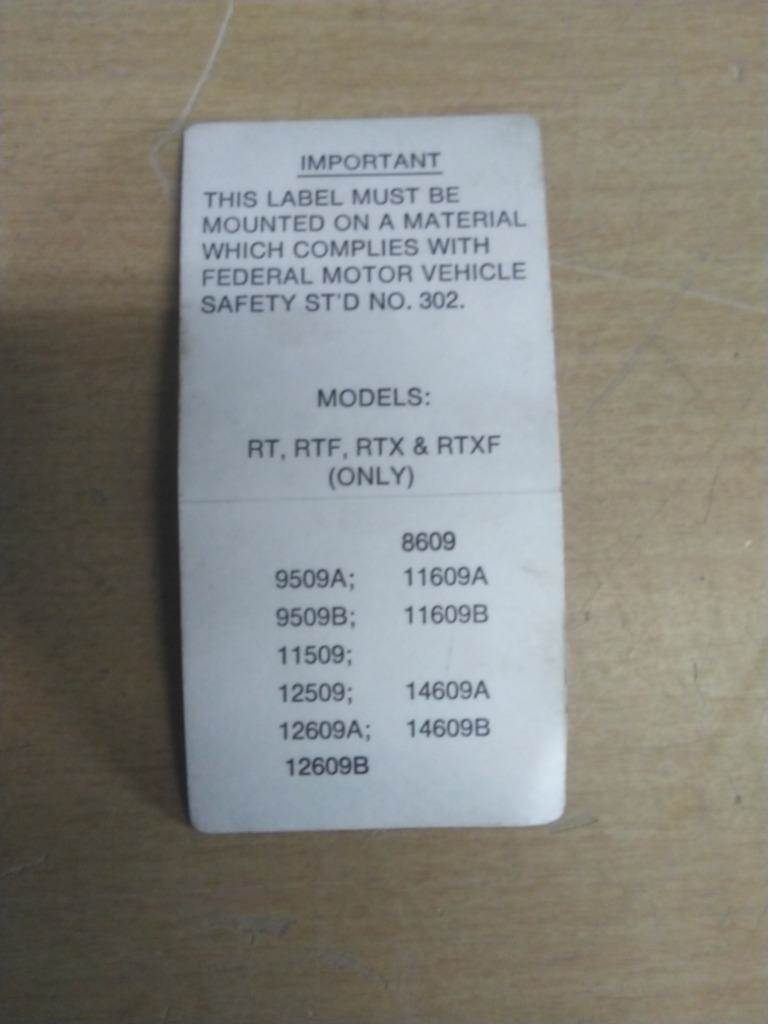 IMPORTANT
THIS LABEL MUST BE
MOUNTED ON A MATERIAL
WHICH COMPLIES WITH
FEDERAL MOTOR VEHICLE
SAFETY ST'D NO. 302.
MODELS:
RT, RTF, RTX & RTXF
(ONLY)
8609
9509A; 11609A
9509B; 11609B
11509;
12509; 14609A
12609A; 14609B
12609B